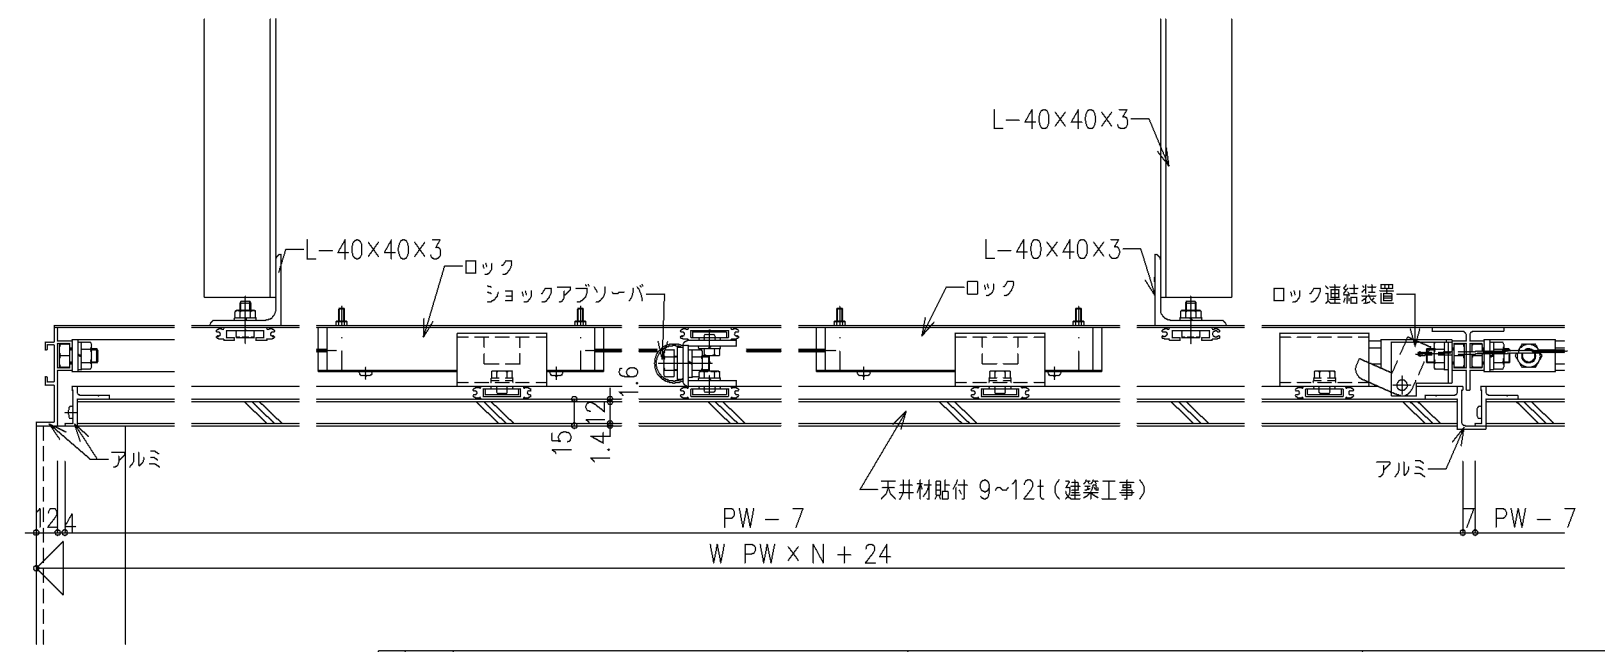 L-40×40×3
L-40×40×3
ロック
ショックアブソーバ
L-40×40×3
ロック
ロック連結装置
1.6
12
15
1.4
アルミ
天井材貼付 9~12t(建築工事)
アルミ
12
4
PW - 7
7
PW - 7
W PW × N + 24